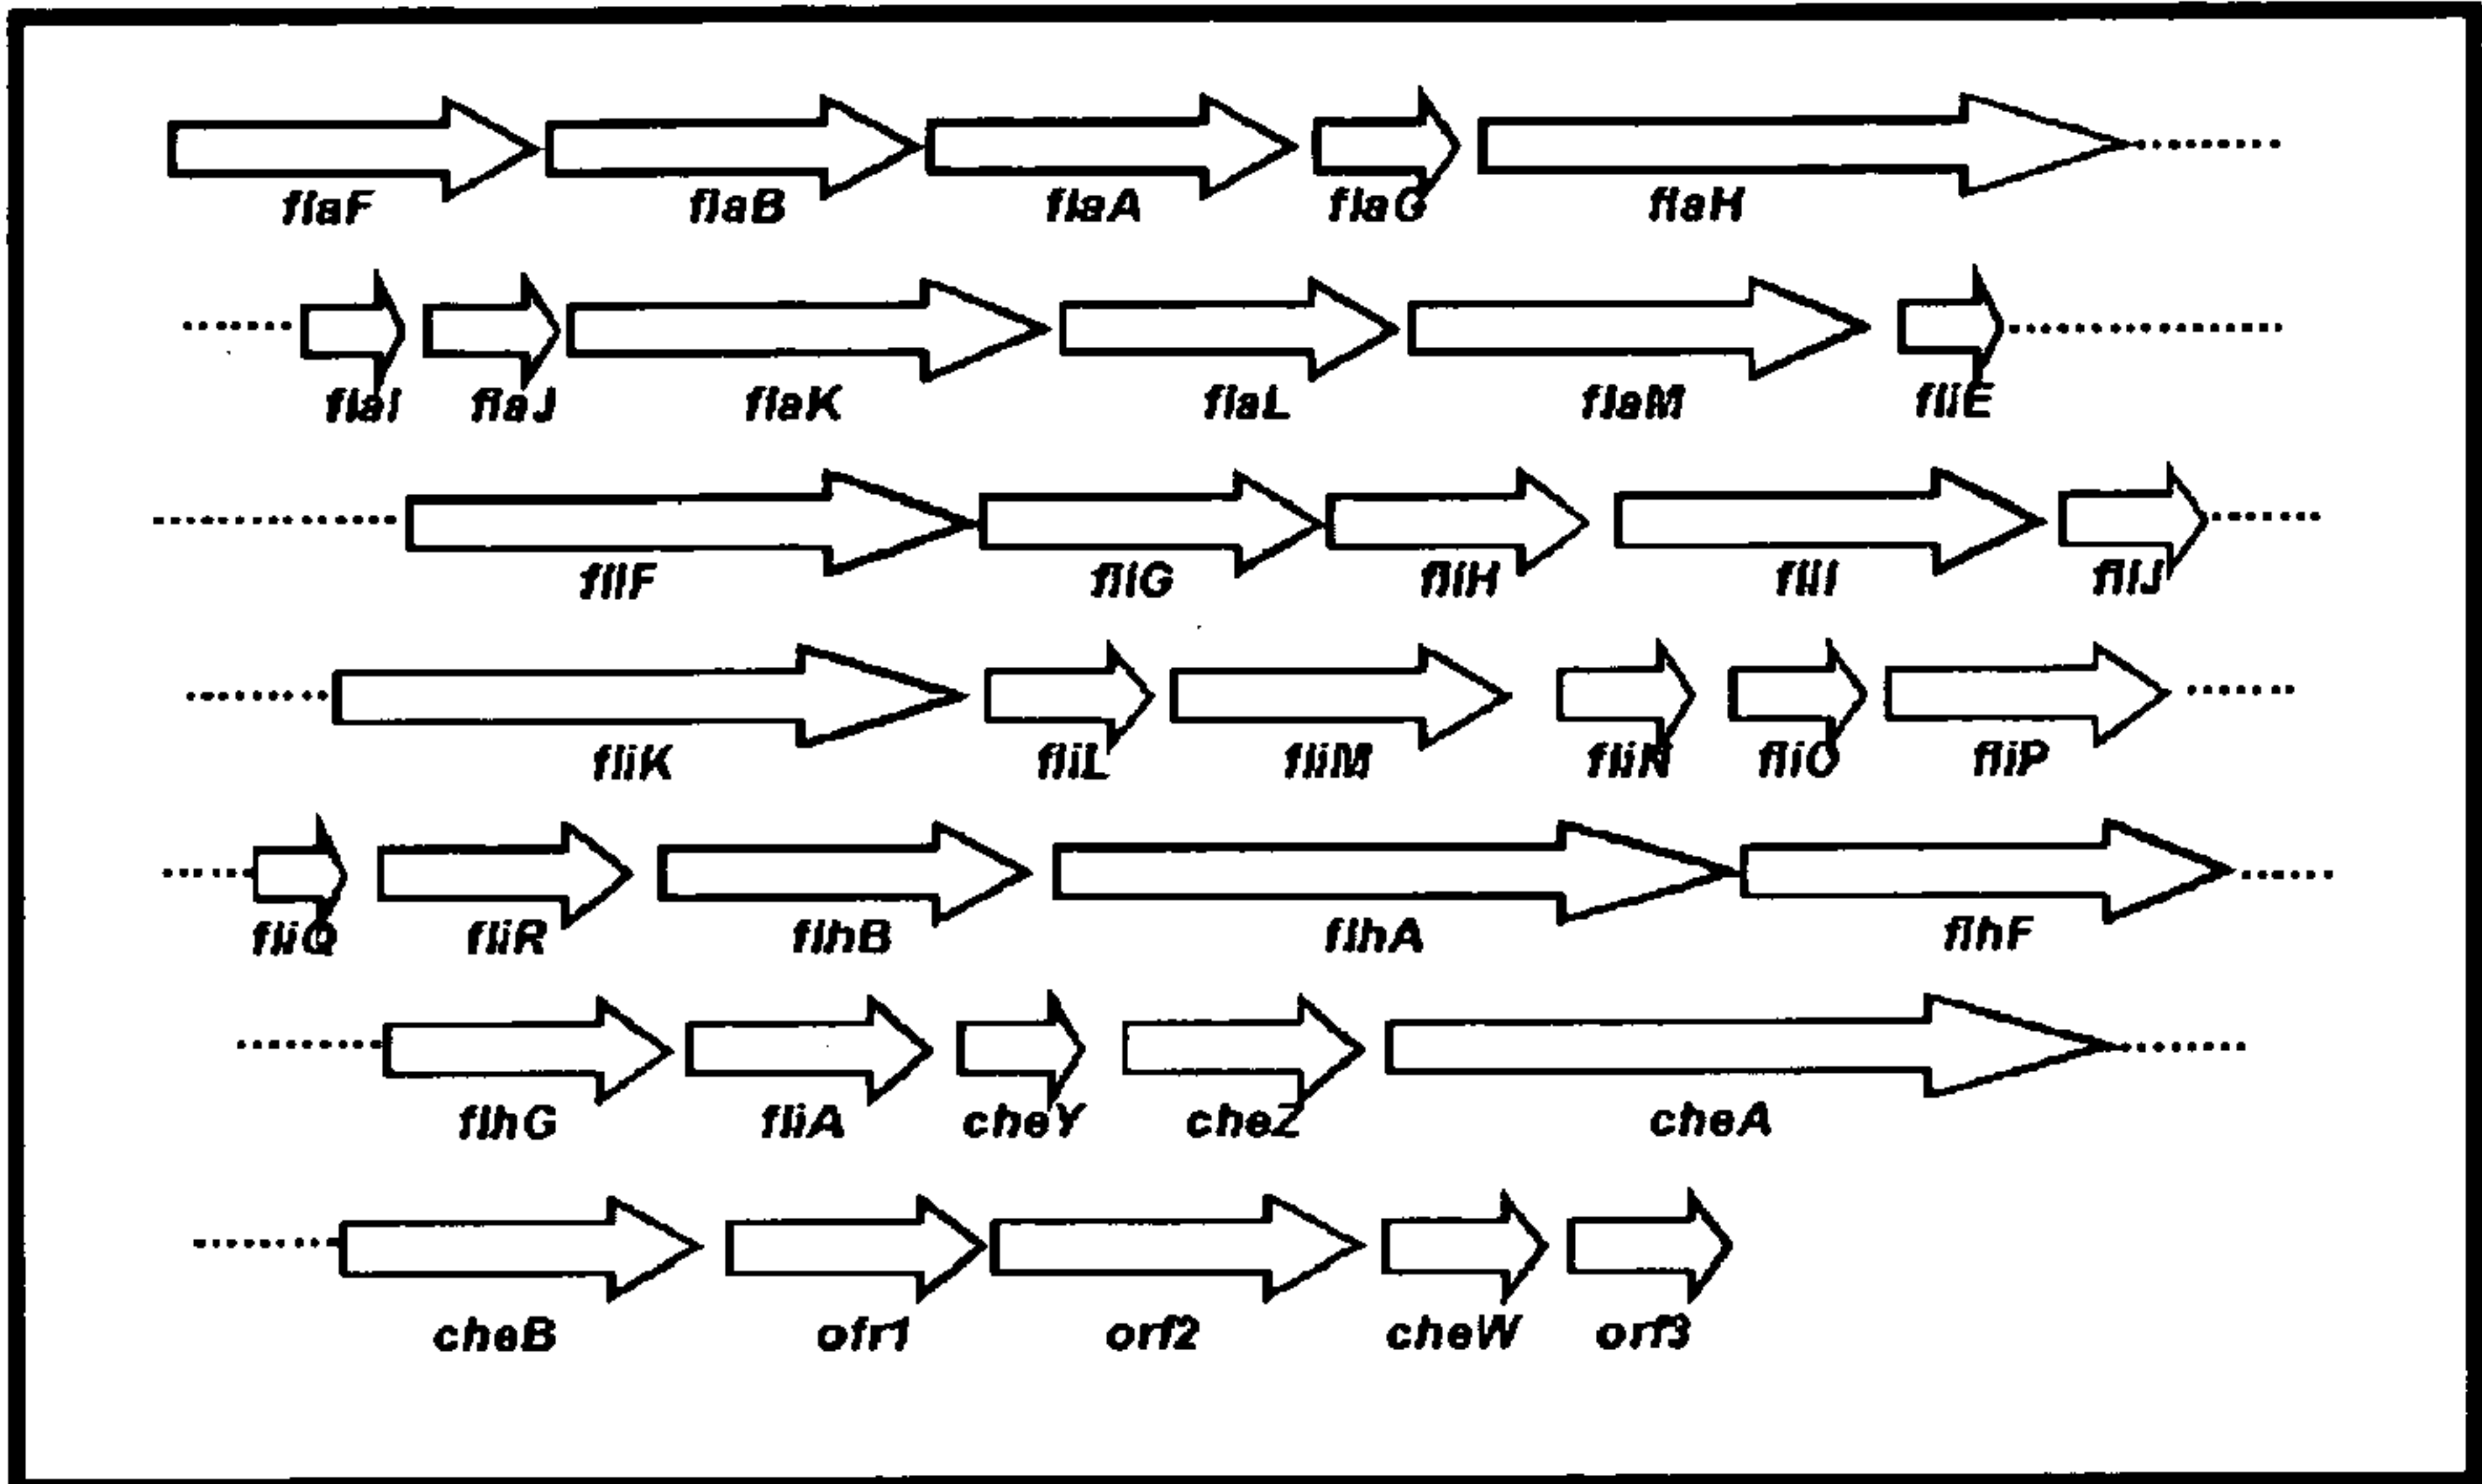 flaF flaB flaA flaG flaH
flaI flaJ flaK flaL flaM fliE
fliF fliG fliH fliI fliJ
fliK fliL fliM fliN fliO fliP
fliQ fliR flhB flhA flhF
flhG fliA cheY cheZ cheA
cheB ofr1 orf2 cheW orf3